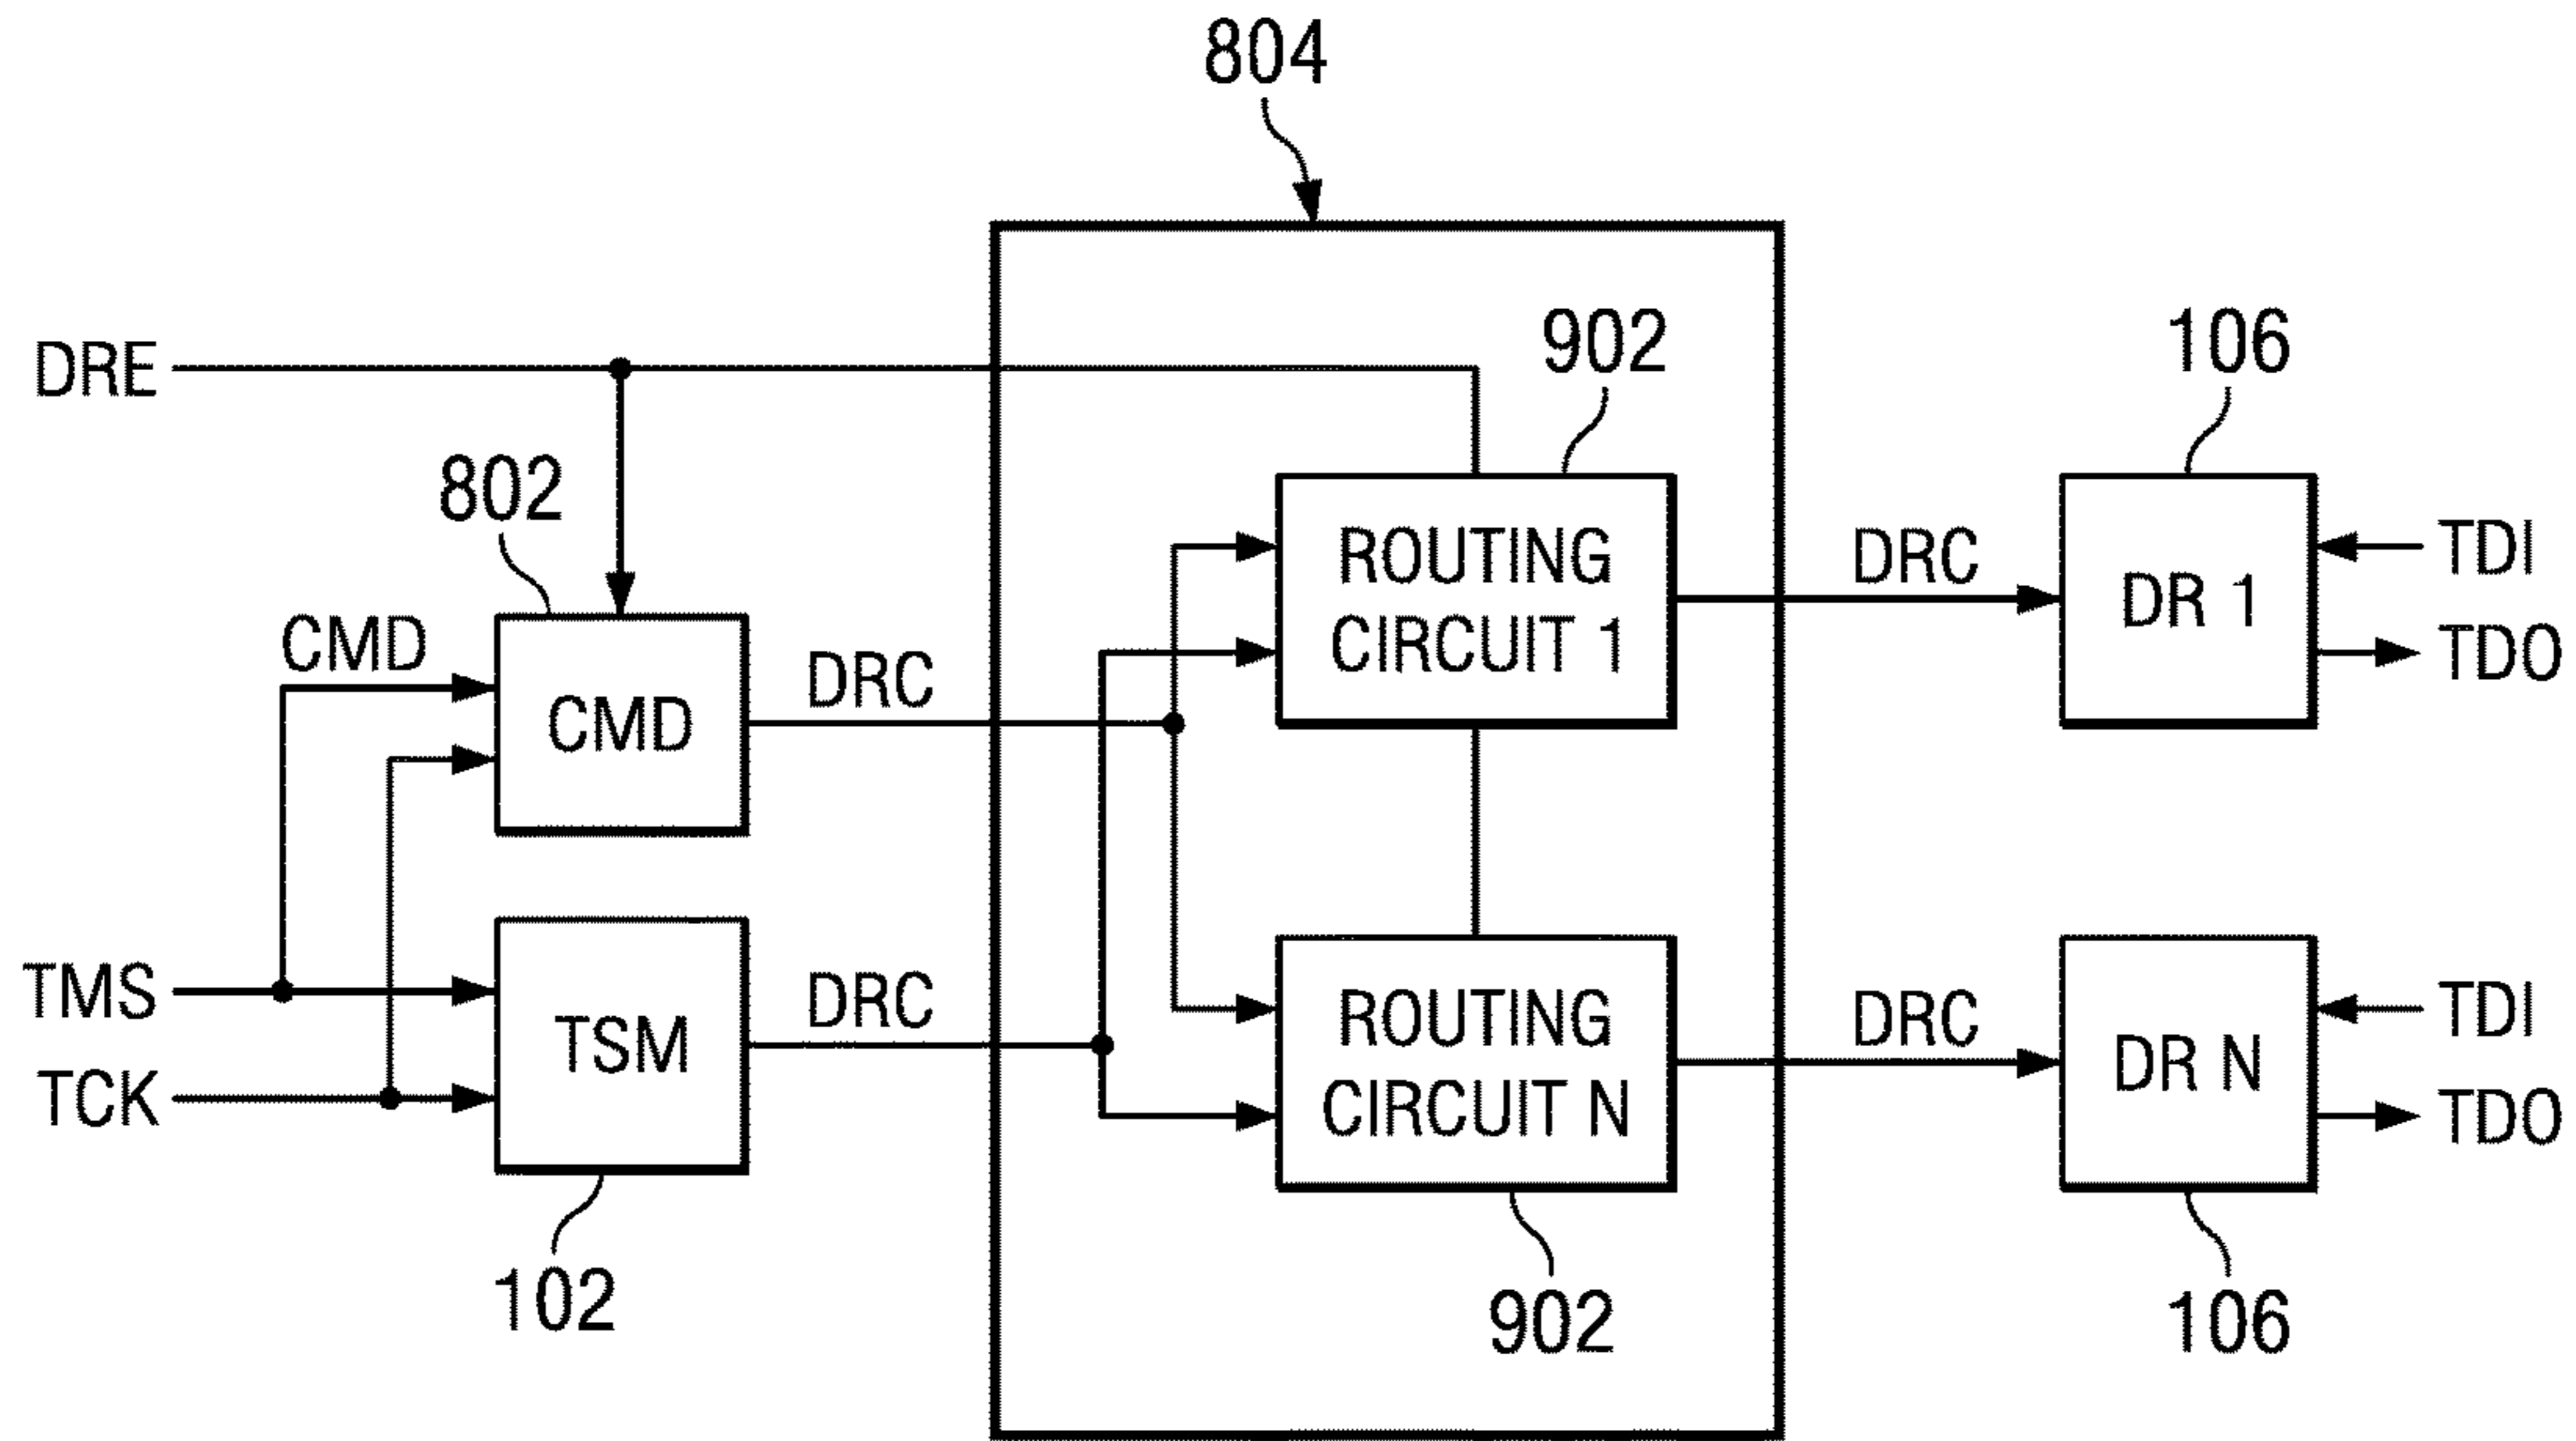 804
DRE
902
106
802
CMD
CMD
DRC
ROUTING
CIRCUIT 1
DRC
DR 1
TDI
TDO
TMS
TCK
TSM
DRC
ROUTING
CIRCUIT N
DRC
DR N
TDI
TDO
102
902
106